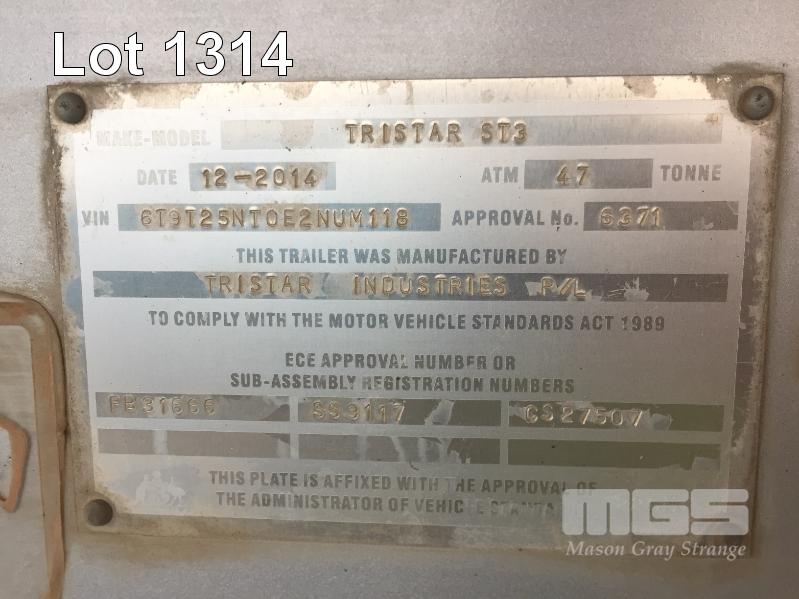 Lot 1314
MAKE-MODEL TRISTAR ST3
DATE 12-2014 ATM 47 TONNE
VIN 6T9T25NT0E2NUM118 APPROVAL No. 6371
THIS TRAILER WAS MANUFACTURED BY
TRISTAR INDUSTRIES P/L
TO COMPLY WITH THE MOTOR VEHICLE STANDARDS ACT 1989
ECE APPROVAL NUMBER OR
SUB-ASSEMBLY REGISTRATION NUMBERS
FB31666 SS9117 CS27507
THIS PLATE IS AFFIXED WITH THE APPROVAL OF
THE ADMINISTRATOR OF VEHICLE STANDA
MGS
Mason Gray Strange